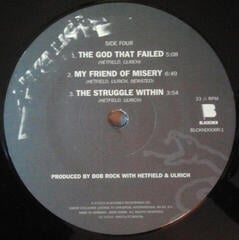 SIDE FOUR
1. THE GOD THAT FAILED 5:08
(HETFIELD, ULRICH)
2. MY FRIEND OF MISERY 6:49
(HETFIELD, ULRICH, NEWSTED)
3. THE STRUGGLE WITHIN 3:54
(HETFIELD, ULRICH)
33 ⅓ RPM
B
BLACKENED
PRODUCED BY BOB ROCK WITH HETFIELD & ULRICH